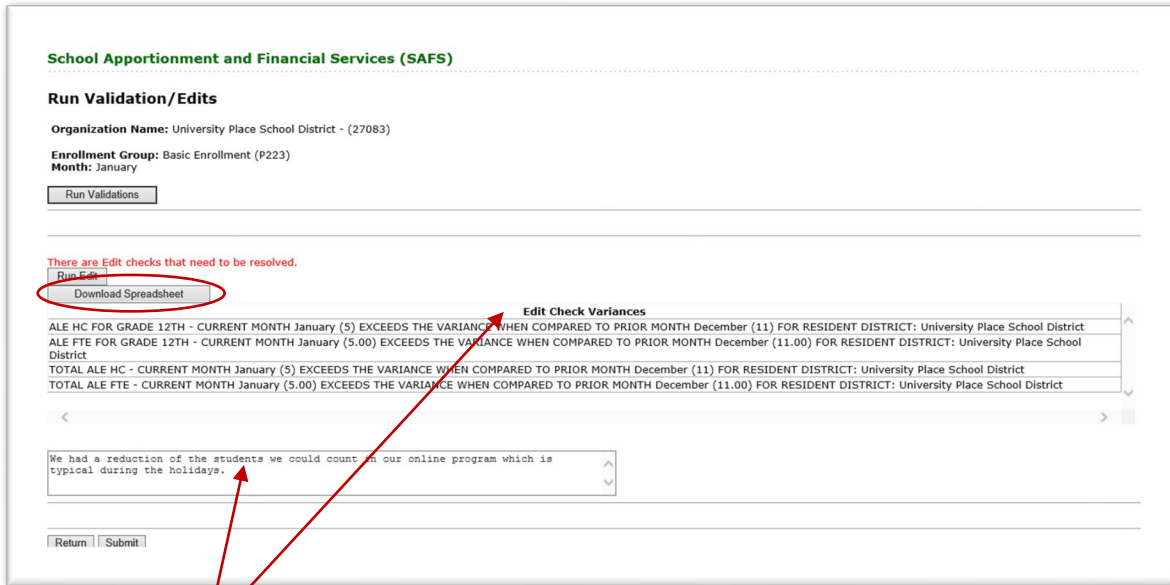 School Apportionment and Financial Services (SAFS)
Run Validation/Edits
Organization Name: University Place School District - (27083)
Enrollment Group: Basic Enrollment (P223)
Month: January
Run Validations
There are Edit checks that need to be resolved.
Run Edit
Download Spreadsheet
Edit Check Variances
ALE HC FOR GRADE 12TH - CURRENT MONTH January (5) EXCEEDS THE VARIANCE WHEN COMPARED TO PRIOR MONTH December (11) FOR RESIDENT DISTRICT: University Place School District
ALE FTE FOR GRADE 12TH - CURRENT MONTH January (5.00) EXCEEDS THE VARIANCE WHEN COMPARED TO PRIOR MONTH December (11.00) FOR RESIDENT DISTRICT: University Place School
District
TOTAL ALE HC - CURRENT MONTH January (5) EXCEEDS THE VARIANCE WHEN COMPARED TO PRIOR MONTH December (11) FOR RESIDENT DISTRICT: University Place School District
TOTAL ALE FTE - CURRENT MONTH January (5.00) EXCEEDS THE VARIANCE WHEN COMPARED TO PRIOR MONTH December (11.00) FOR RESIDENT DISTRICT: University Place School District
We had a reduction of the students we could count in our online program which is
typical during the holidays.
Return Submit